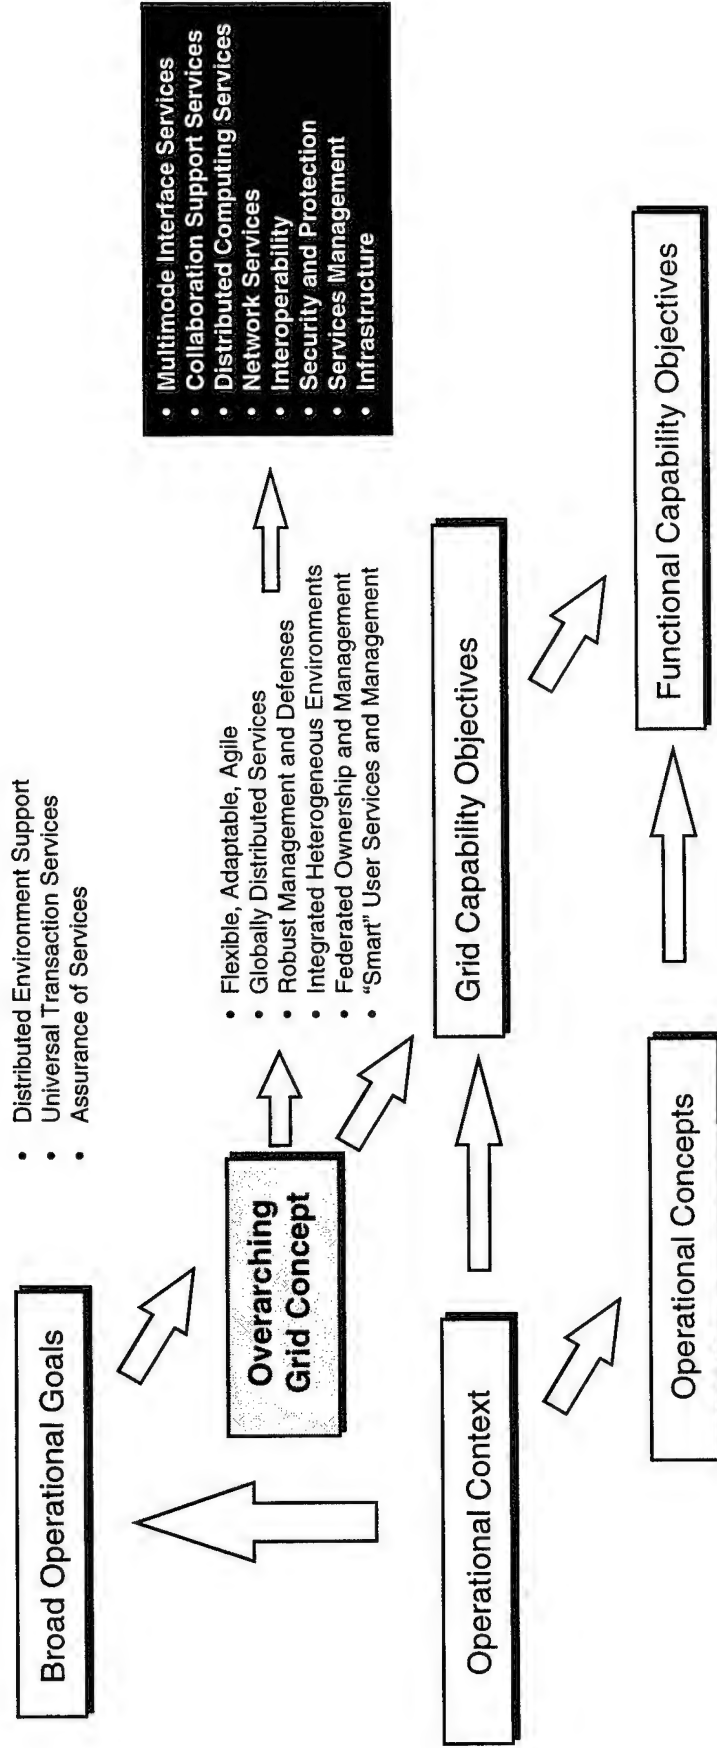 Broad Operational Goals
• Distributed Environment Support
• Universal Transaction Services
• Assurance of Services
Overarching
Grid Concept
• Flexible, Adaptable, Agile
• Globally Distributed Services
• Robust Management and Defenses
• Integrated Heterogeneous Environments
• Federated Ownership and Management
• “Smart” User Services and Management
• Multimode Interface Services
• Collaboration Support Services
• Distributed Computing Services
• Network Services
• Interoperability
• Security and Protection
• Services Management
• Infrastructure
Operational Context
Grid Capability Objectives
Operational Concepts
Functional Capability Objectives